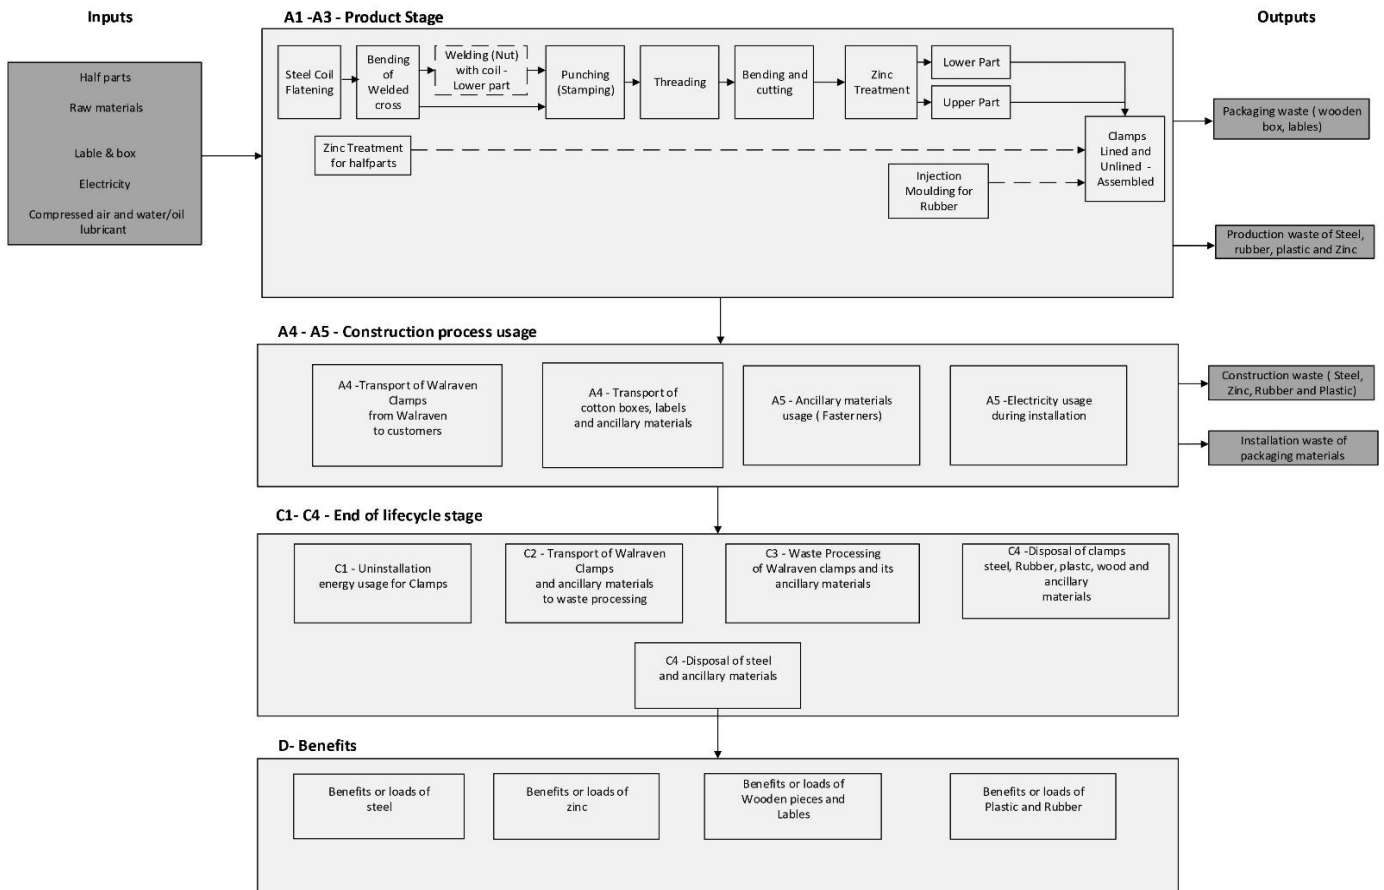 Inputs
A1 -A3 - Product Stage
Outputs
Half parts
Raw materials
Lable & box
Electricity
Compressed air and water/oil
lubricant
Steel Coil
Flatening
Bending
of
Welded
cross
Welding (Nut)
with coil -
Lower part
Punching
(Stamping)
Threading
Bending and
cutting
Zinc
Treatment
Lower Part
Upper Part
Zinc Treatment
for halfparts
Injection
Moulding for
Rubber
Clamps
Lined and
Unlined -
Assembled
Packaging waste ( wooden
box, lables)
Production waste of Steel,
rubber, plastic and Zinc
A4 - A5 - Construction process usage
A4 -Transport of Walraven
Clamps
from Walraven
to customers
A4 - Transport of
cotton boxes, labels
and ancillary materials
A5 - Ancillary materials
usage ( Fasterners)
A5 -Electricity usage
during installation
Construction waste ( Steel,
Zinc, Rubber and Plastic)
Installation waste of
packaging materials
C1- C4 - End of lifecycle stage
C1 - Uninstallation
energy usage for Clamps
C2 - Transport of Walraven
Clamps
and ancillary materials
to waste processing
C3 - Waste Processing
of Walraven clamps and its
ancillary materials
C4 -Disposal of clamps
steel, Rubber, plastc, wood and
ancillary
materials
C4 -Disposal of steel
and ancillary materials
D- Benefits
Benefits or loads of
steel
Benefits or loads of
zinc
Benefits or loads of
Wooden pieces and
Lables
Benefits or loads of
Plastic and Rubber